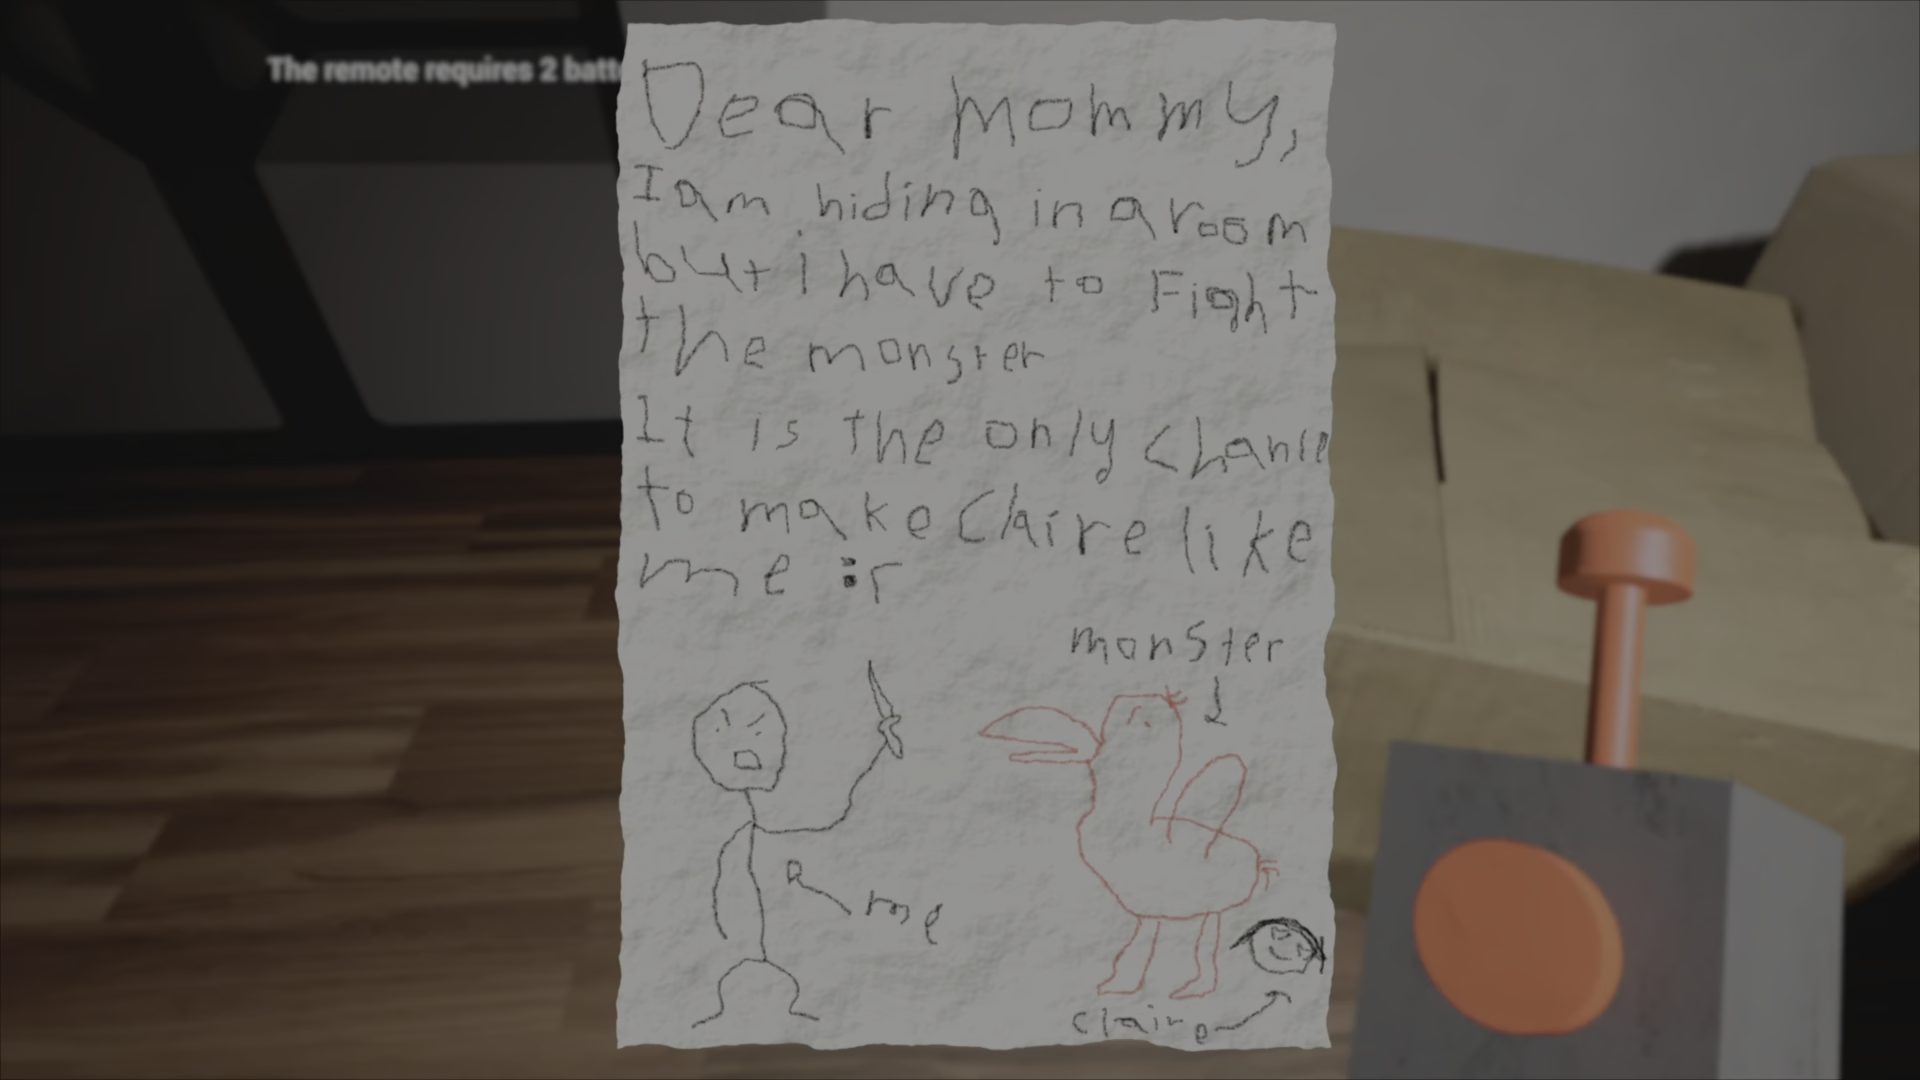 The remote requires 2 batt
Dear mommy,
I am hiding in a room
but i have to Fight
the monster
It is the only chance
to make Claire like
me :r
monster
me
claire